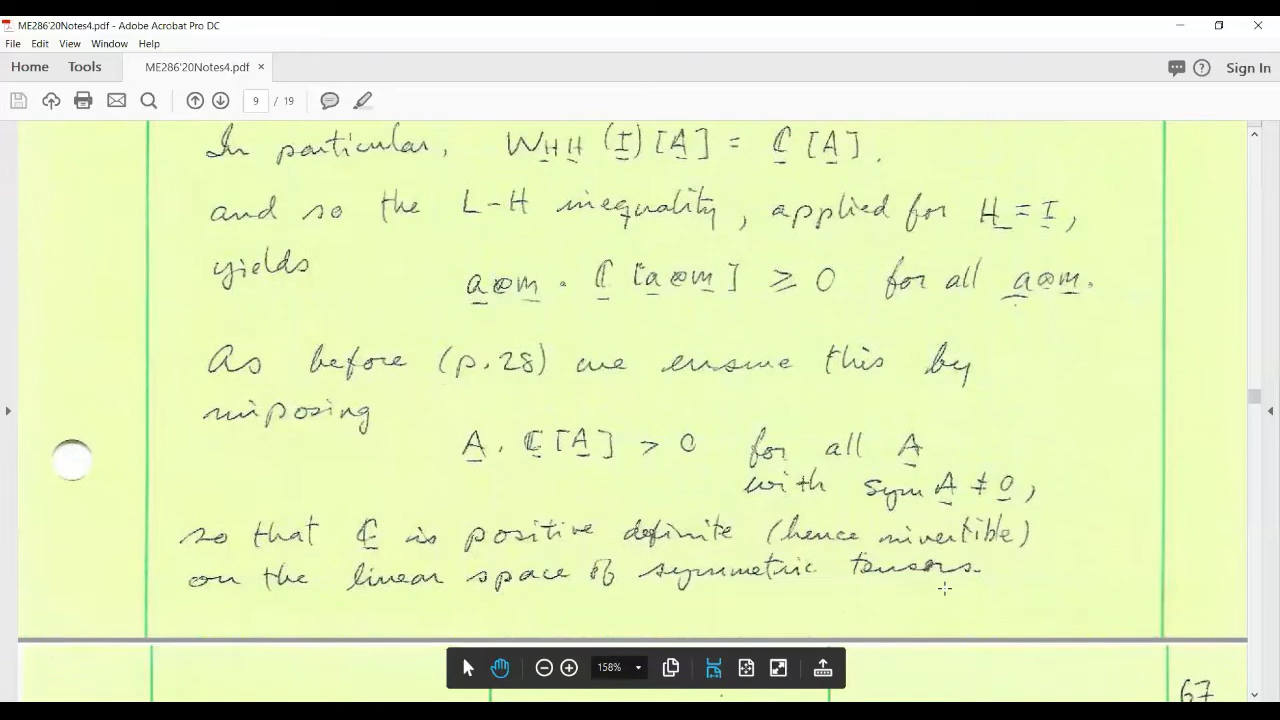 ME286'20Notes4.pdf - Adobe Acrobat Pro DC
File Edit View Window Help
Home Tools ME286'20Notes4.pdf × Sign In
9 / 19
In particular, W_HH (I)[A] = ℂ[A].
and so the L-H inequality, applied for H = I,
yields
a⊗m · ℂ[a⊗m] ≥ 0 for all a⊗m.
As before (p.28) we ensure this by
imposing
A · ℂ[A] > 0 for all A
with sym A ≠ 0,
so that ℂ is positive definite (hence invertible)
on the linear space of symmetric tensors.
158%
67